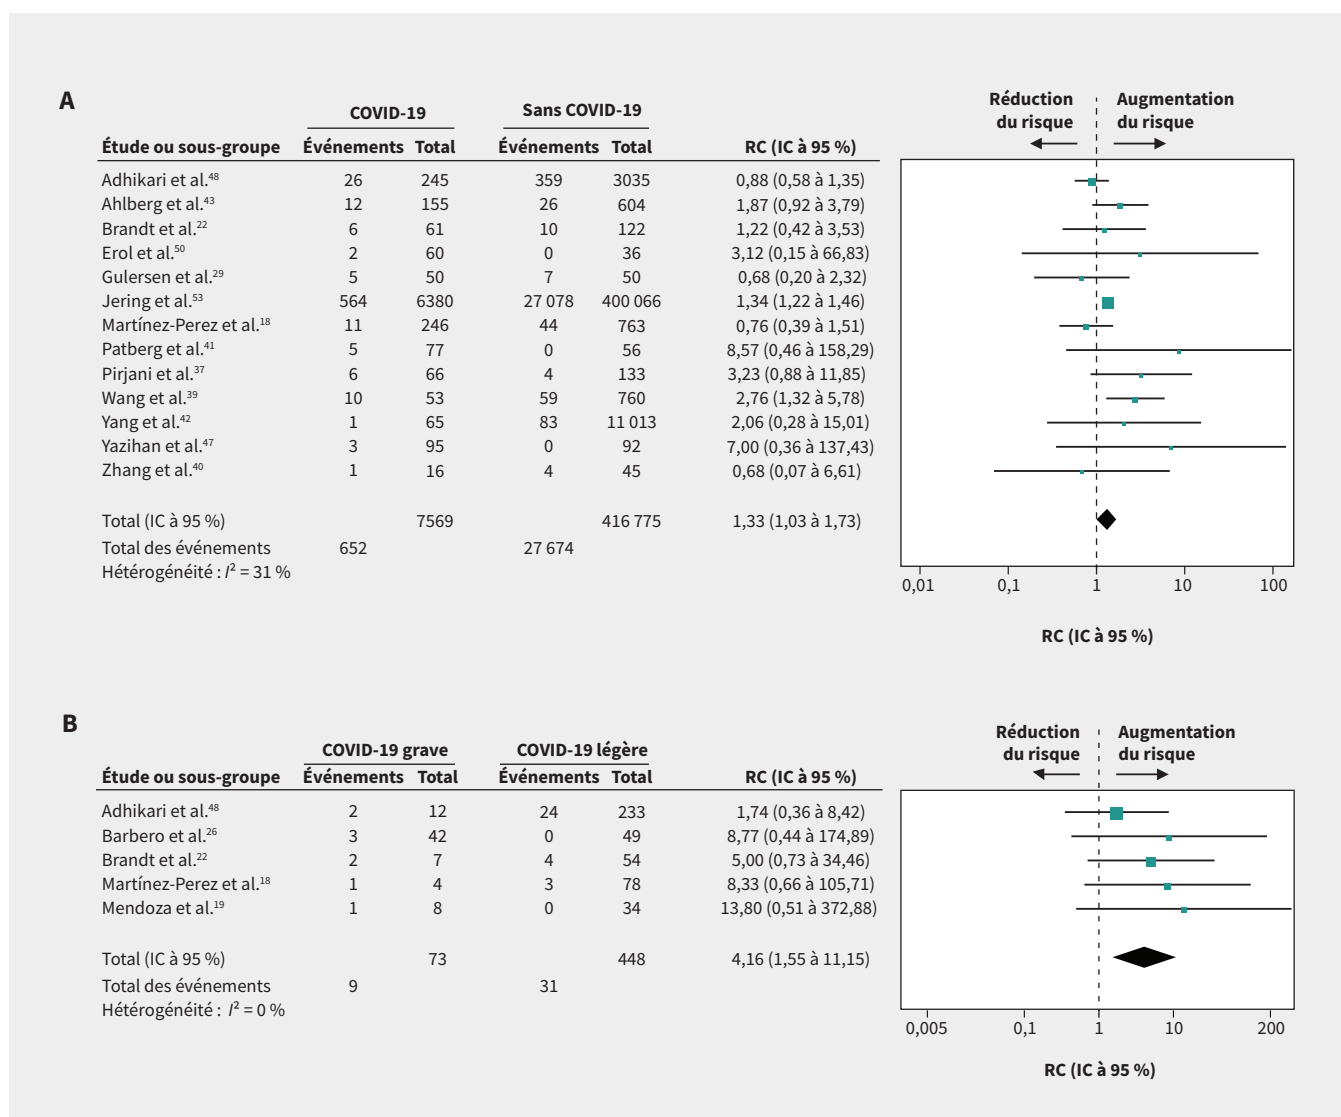 A
COVID-19 Sans COVID-19 Réduction du risque Augmentation du risque
Étude ou sous-groupe Événements Total Événements Total RC (IC à 95 %)
Adhikari et al.48 26 245 359 3035 0,88 (0,58 à 1,35)
Ahlberg et al.43 12 155 26 604 1,87 (0,92 à 3,79)
Brandt et al.22 6 61 10 122 1,22 (0,42 à 3,53)
Erol et al.50 2 60 0 36 3,12 (0,15 à 66,83)
Gulersen et al.29 5 50 7 50 0,68 (0,20 à 2,32)
Jering et al.53 564 6380 27 078 400 066 1,34 (1,22 à 1,46)
Martínez-Perez et al.18 11 246 44 763 0,76 (0,39 à 1,51)
Patberg et al.41 5 77 0 56 8,57 (0,46 à 158,29)
Pirjani et al.37 6 66 4 133 3,23 (0,88 à 11,85)
Wang et al.39 10 53 59 760 2,76 (1,32 à 5,78)
Yang et al.42 1 65 83 11 013 2,06 (0,28 à 15,01)
Yazihan et al.47 3 95 0 92 7,00 (0,36 à 137,43)
Zhang et al.40 1 16 4 45 0,68 (0,07 à 6,61)
Total (IC à 95 %) 7569 416 775 1,33 (1,03 à 1,73)
Total des événements 652 27 674
Hétérogénéité : I² = 31 %
0,01 0,1 1 10 100
RC (IC à 95 %)
B
COVID-19 grave COVID-19 légère Réduction du risque Augmentation du risque
Étude ou sous-groupe Événements Total Événements Total RC (IC à 95 %)
Adhikari et al.48 2 12 24 233 1,74 (0,36 à 8,42)
Barbero et al.26 3 42 0 49 8,77 (0,44 à 174,89)
Brandt et al.22 2 7 4 54 5,00 (0,73 à 34,46)
Martínez-Perez et al.18 1 4 3 78 8,33 (0,66 à 105,71)
Mendoza et al.19 1 8 0 34 13,80 (0,51 à 372,88)
Total (IC à 95 %) 73 448 4,16 (1,55 à 11,15)
Total des événements 9 31
Hétérogénéité : I² = 0 %
0,005 0,1 1 10 200
RC (IC à 95 %)